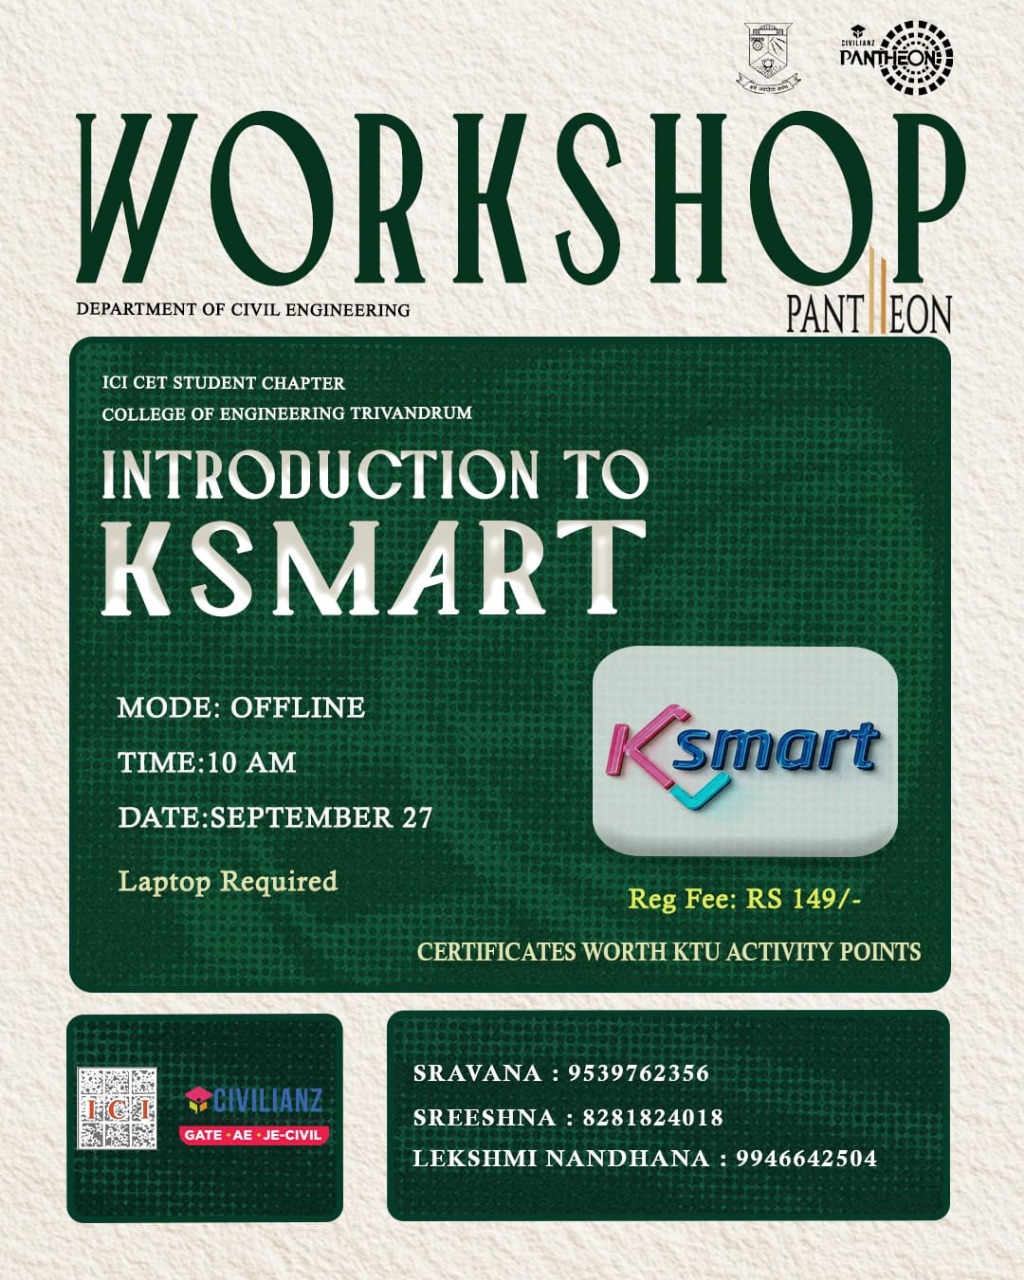 CIVILIANZ
PANTHEON
WORKSHOP
DEPARTMENT OF CIVIL ENGINEERING
PANTHEON
ICI CET STUDENT CHAPTER
COLLEGE OF ENGINEERING TRIVANDRUM
INTRODUCTION TO
KSMART
MODE: OFFLINE
TIME:10 AM
DATE:SEPTEMBER 27
Laptop Required
Ksmart
Reg Fee: RS 149/-
CERTIFICATES WORTH KTU ACTIVITY POINTS
ICI
CIVILIANZ
GATE • AE • JE-CIVIL
SRAVANA : 9539762356
SREESHNA : 8281824018
LEKSHMI NANDHANA : 9946642504